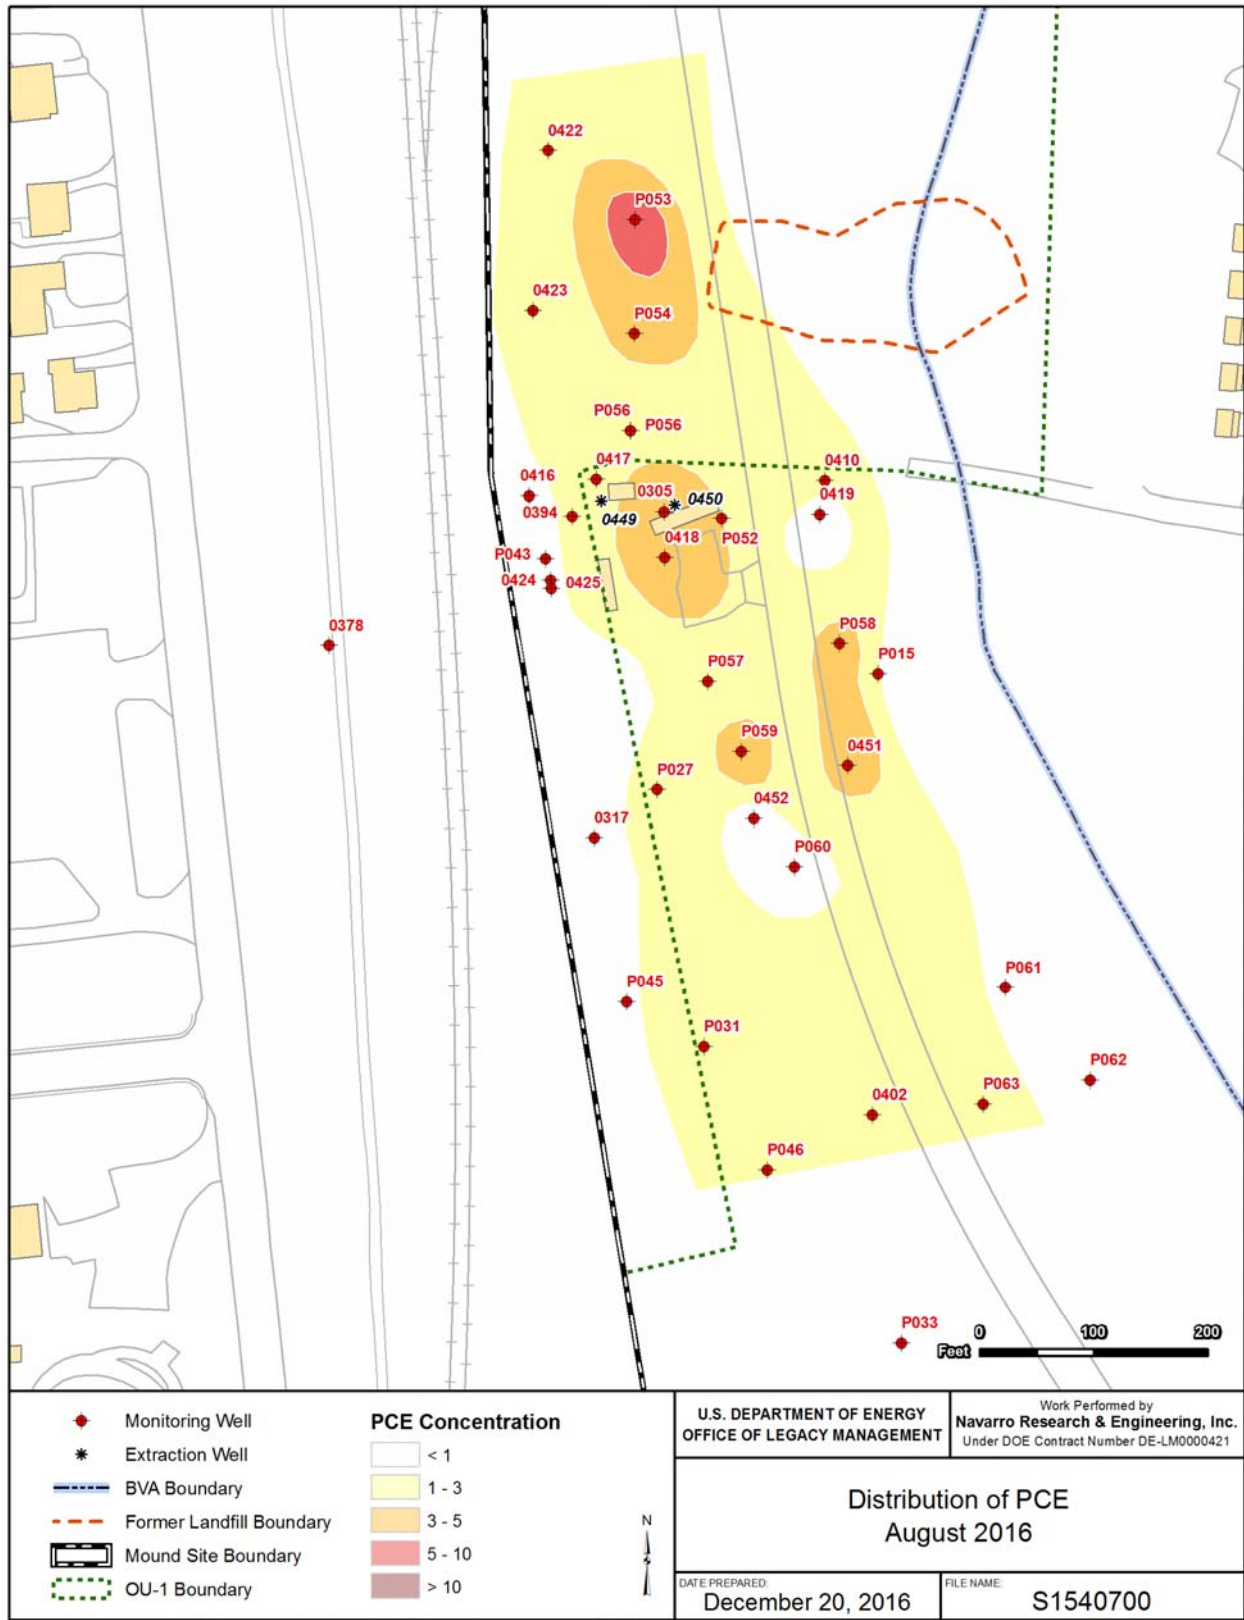 0422
P053
0423
P054
P056
P056
0417
0410
0416
0305
0450
0419
0394
0449
P052
0418
P043
0424
0425
0378
P058
P015
P057
P059
0451
P027
0452
0317
P060
P061
P045
P031
P062
P063
0402
P046
P033
0 100 200
Feet
Monitoring Well
Extraction Well
BVA Boundary
Former Landfill Boundary
Mound Site Boundary
OU-1 Boundary
PCE Concentration
< 1
1 - 3
3 - 5
5 - 10
> 10
N
U.S. DEPARTMENT OF ENERGY
OFFICE OF LEGACY MANAGEMENT
Work Performed by
Navarro Research & Engineering, Inc.
Under DOE Contract Number DE-LM0000421
Distribution of PCE
August 2016
DATE PREPARED:
December 20, 2016
FILE NAME:
S1540700